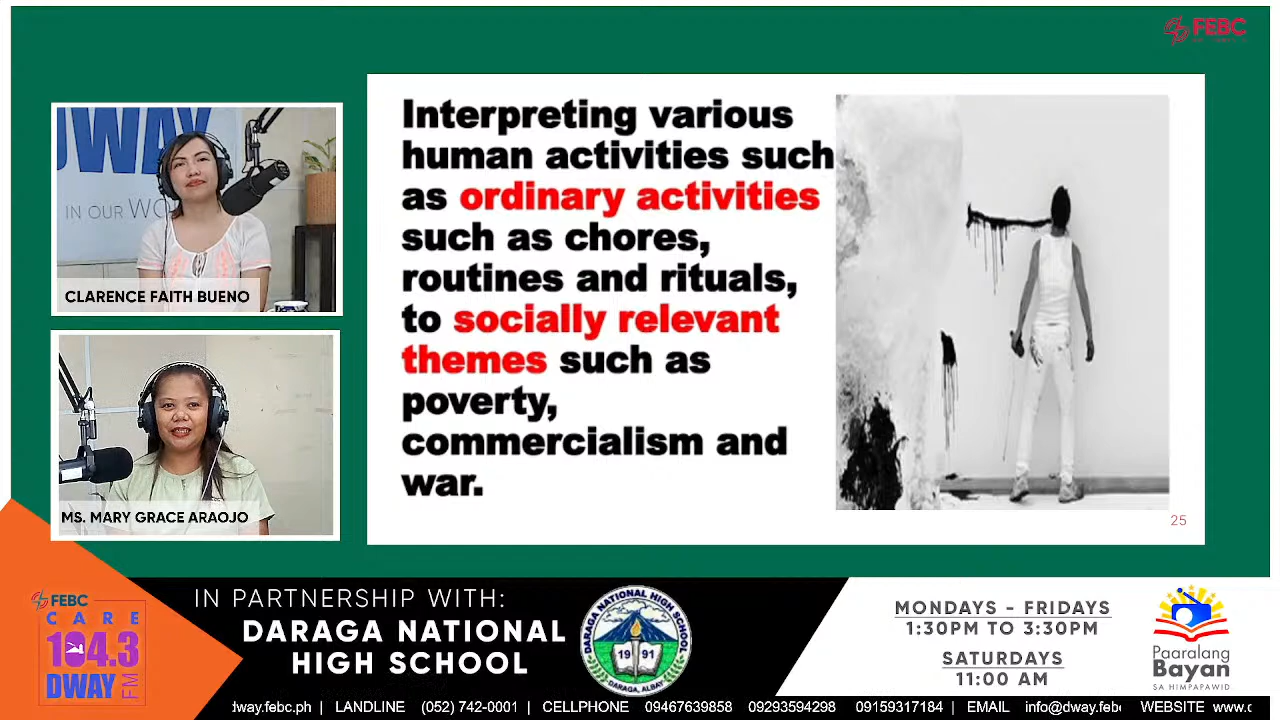 FEBC
DWAY
IN OUR WO
CLARENCE FAITH BUENO
MS. MARY GRACE ARAOJO
Interpreting various
human activities such
as ordinary activities
such as chores,
routines and rituals,
to socially relevant
themes such as
poverty,
commercialism and
war.
25
FEBC
CARE
104.3
DWAY FM
IN PARTNERSHIP WITH:
DARAGA NATIONAL
HIGH SCHOOL
DARAGA NATIONAL HIGH SCHOOL
1991
DARAGA, ALBAY
MONDAYS - FRIDAYS
1:30PM TO 3:30PM
SATURDAYS
11:00 AM
Paaralang
Bayan
SA HIMPAPAWID
dway.febc.ph | LANDLINE (052) 742-0001 | CELLPHONE 09467639858 09293594298 09159317184 | EMAIL info@dway.febc WEBSITE www.